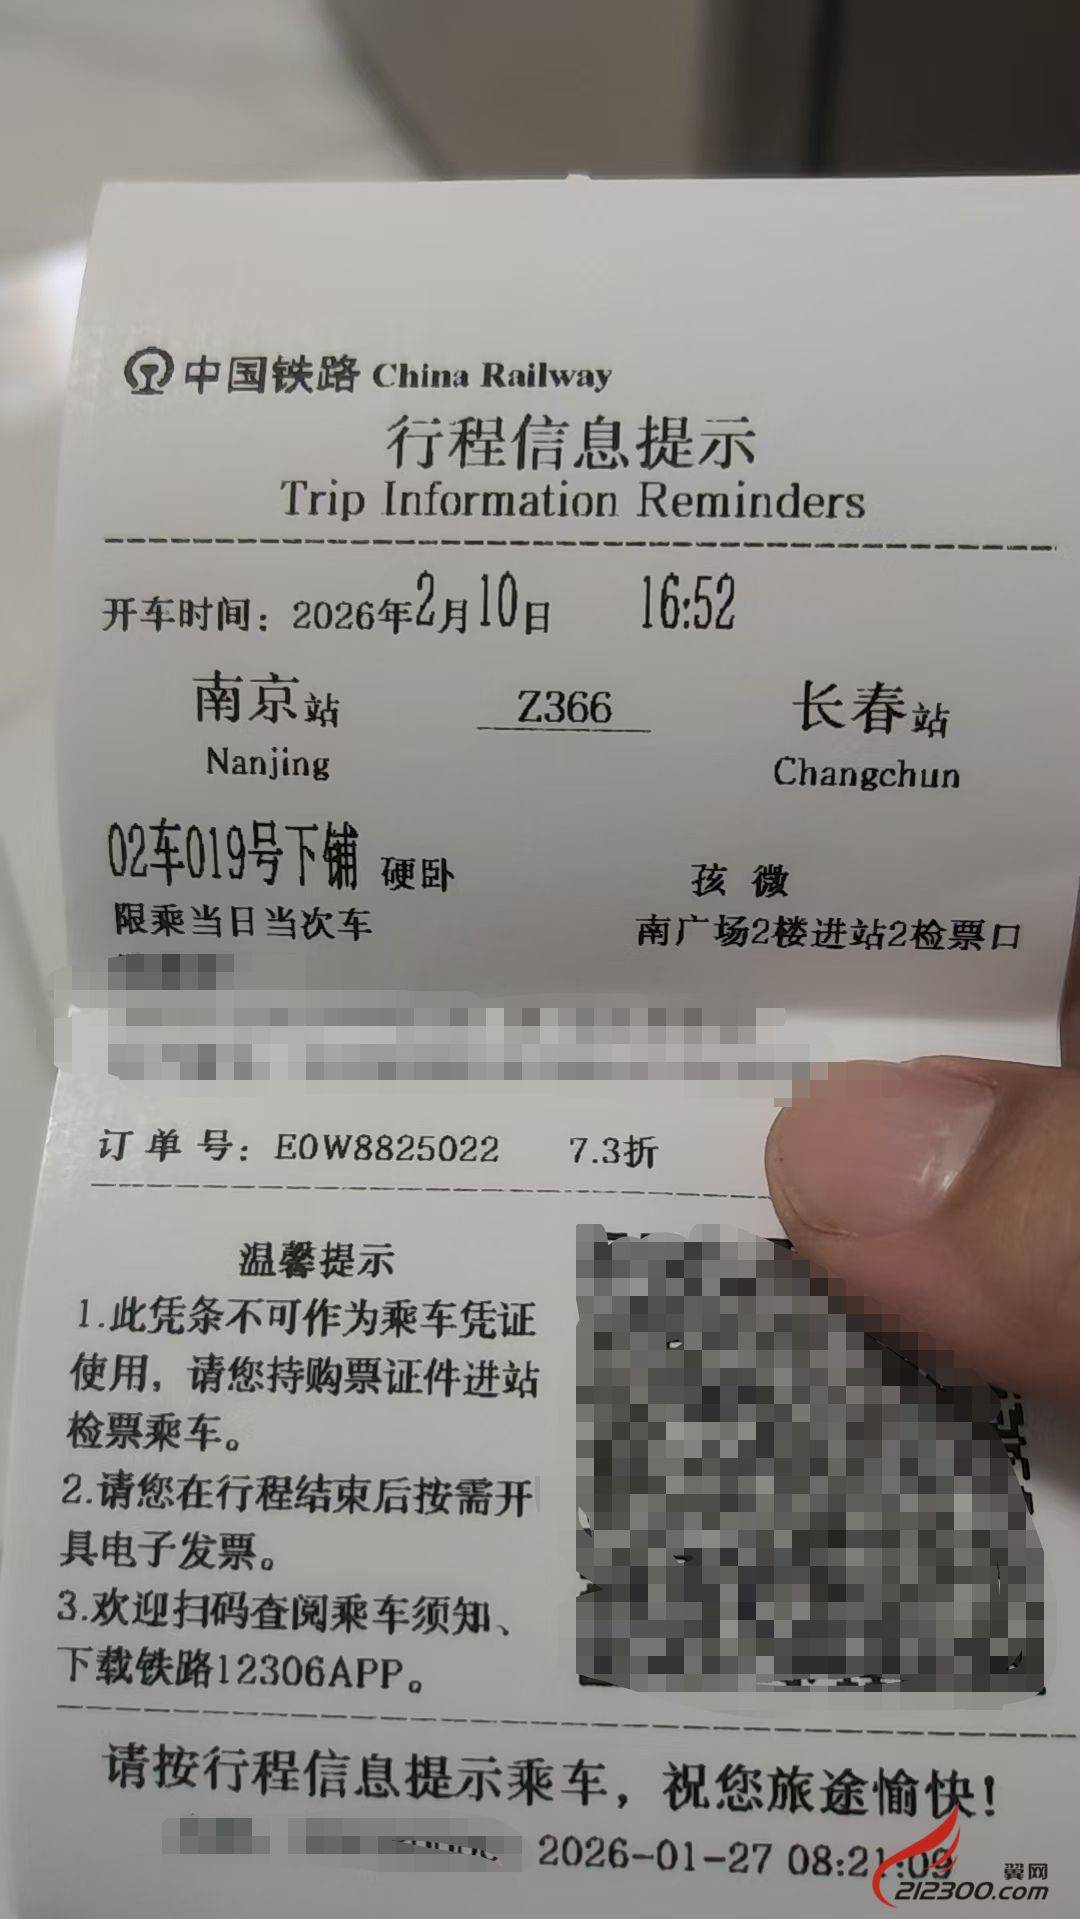 中国铁路 China Railway
行程信息提示
Trip Information Reminders
开车时间：2026年2月10日 16:52
南京站 Z366 长春站
Nanjing Changchun
02车019号下铺 硬卧 孩 微
限乘当日当次车 南广场2楼进站2检票口
订单号：E0W8825022 7.3折
温馨提示
1.此凭条不可作为乘车凭证
使用，请您持购票证件进站
检票乘车。
2.请您在行程结束后按需开
具电子发票。
3.欢迎扫码查阅乘车须知、
下载铁路12306APP。
请按行程信息提示乘车，祝您旅途愉快！
2026-01-27 08:21:09
翼网
212300.com